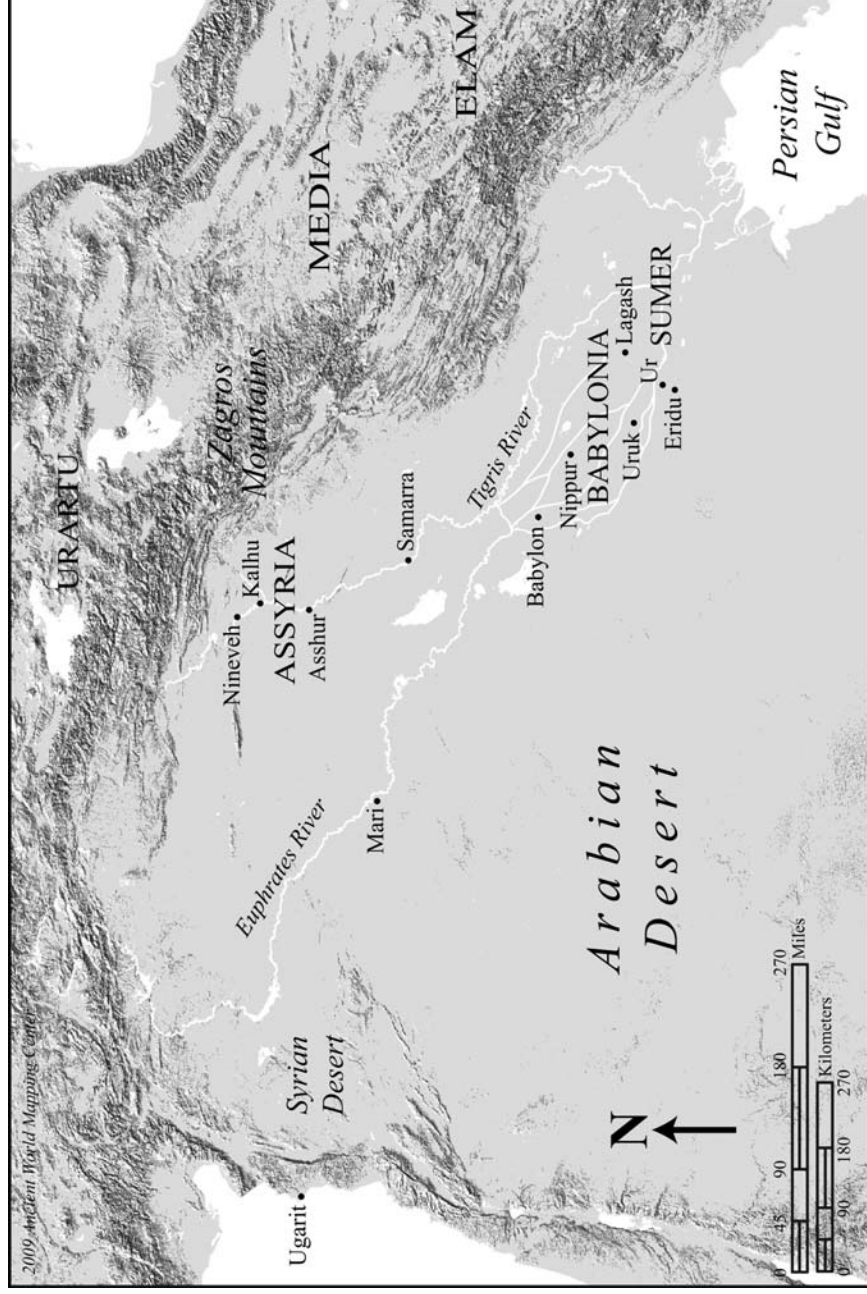 2009 Ancient World Mapping Center
URARTU
Zagros
Mountains
MEDIA
ELAM
Nineveh
Kalhu
ASSYRIA
Asshur
Samarra
Tigris River
Euphrates River
Mari
Ugarit
Syrian
Desert
Babylon
Nippur
BABYLONIA
Lagash
Uruk
Ur
SUMER
Eridu
Persian
Gulf
Arabian
Desert
N
0 45 90 180 270
Miles
Kilometers
0 90 180 270